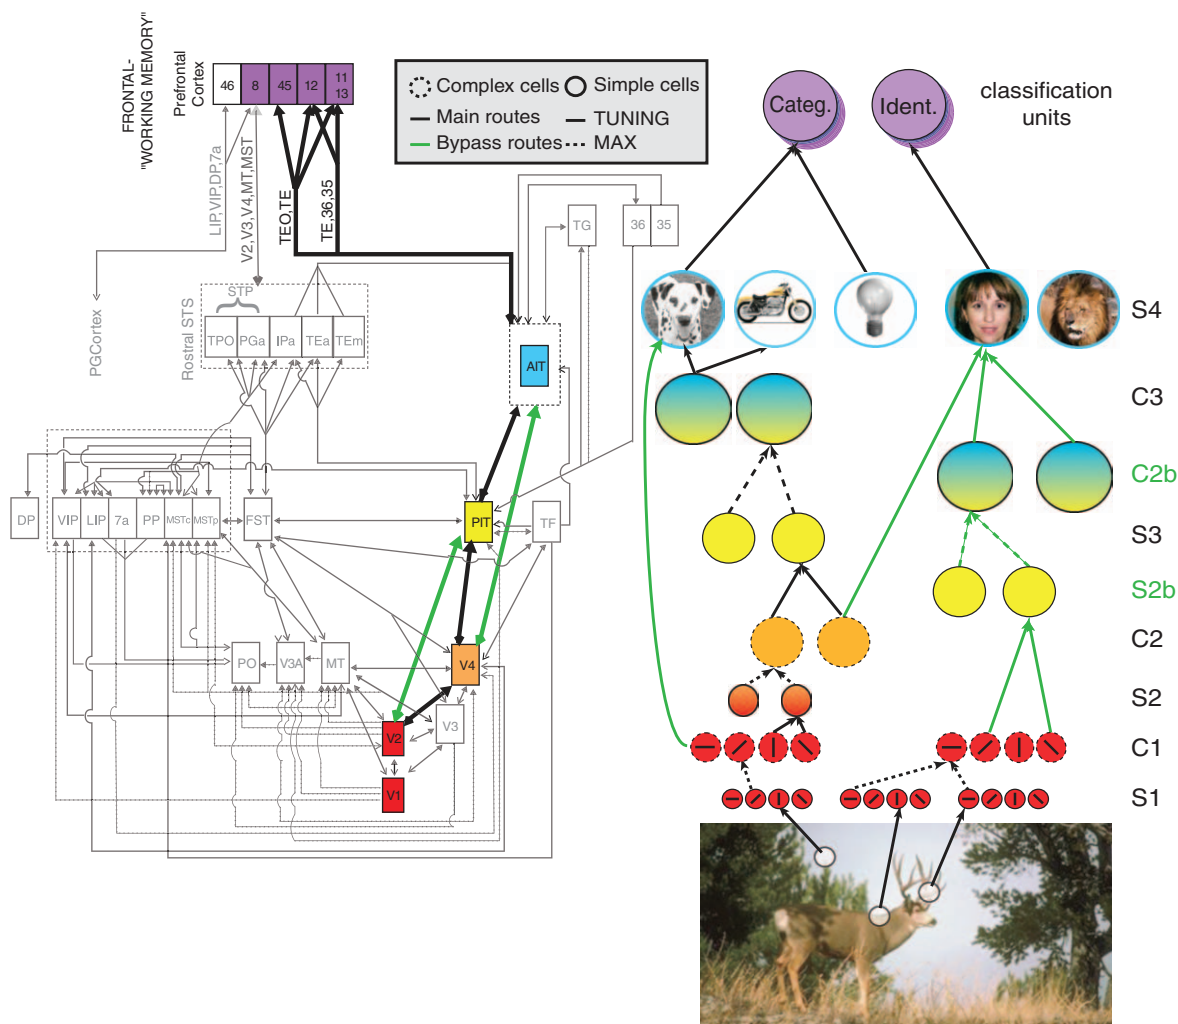 FRONTAL-
"WORKING MEMORY"
Prefrontal
Cortex
46
8
45
12
11
13
Complex cells
Simple cells
Main routes
TUNING
Bypass routes
MAX
Categ.
Ident.
classification
units
LIP,VIP,DP,7a
V2,V3,V4,MT,MST
TEO,TE
TE,36,35
TG
36
35
PGCortex
Rostral STS
STP
TPO
PGa
IPa
TEa
TEm
AIT
DP
VIP
LIP
7a
PP
MSTc
MSTp
FST
PIT
TF
PO
V3A
MT
V4
V3
V2
V1
S4
C3
C2b
S3
S2b
C2
S2
C1
S1